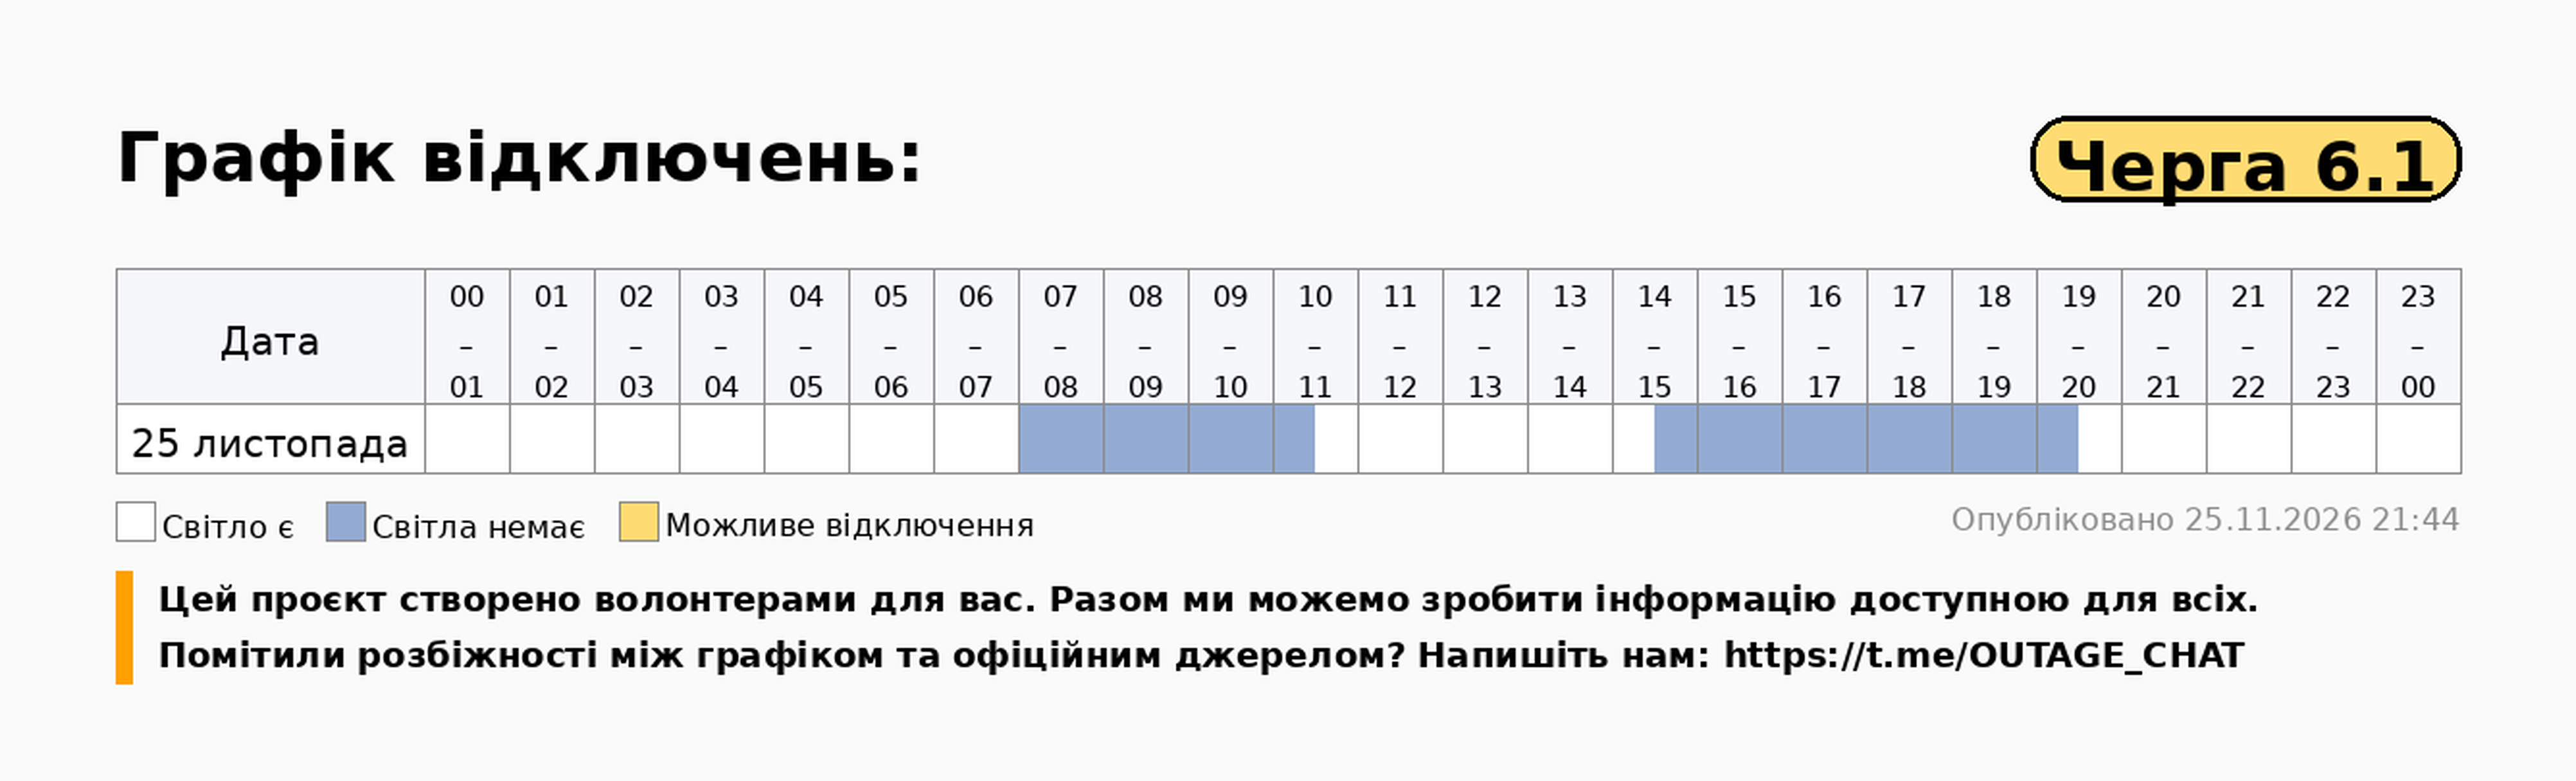 Графік відключень:
Черга 6.1
Дата
00 – 01
01 – 02
02 – 03
03 – 04
04 – 05
05 – 06
06 – 07
07 – 08
08 – 09
09 – 10
10 – 11
11 – 12
12 – 13
13 – 14
14 – 15
15 – 16
16 – 17
17 – 18
18 – 19
19 – 20
20 – 21
21 – 22
22 – 23
23 – 00
25 листопада
Світло є
Світла немає
Можливе відключення
Опубліковано 25.11.2026 21:44
Цей проєкт створено волонтерами для вас. Разом ми можемо зробити інформацію доступною для всіх.
Помітили розбіжності між графіком та офіційним джерелом? Напишіть нам: https://t.me/OUTAGE_CHAT